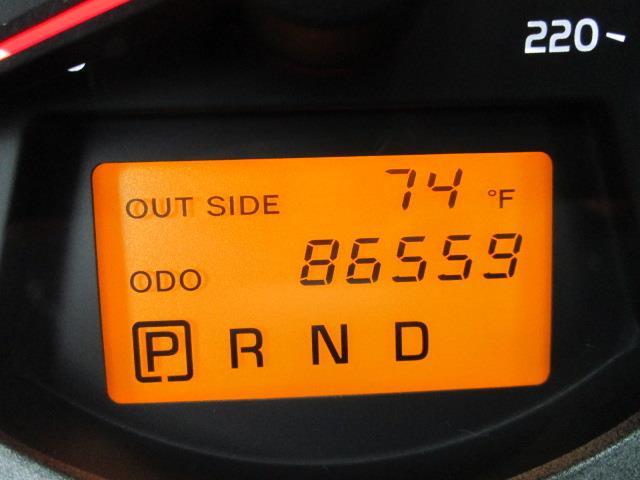 220
OUT SIDE 74 °F
ODO 86559
P R N D